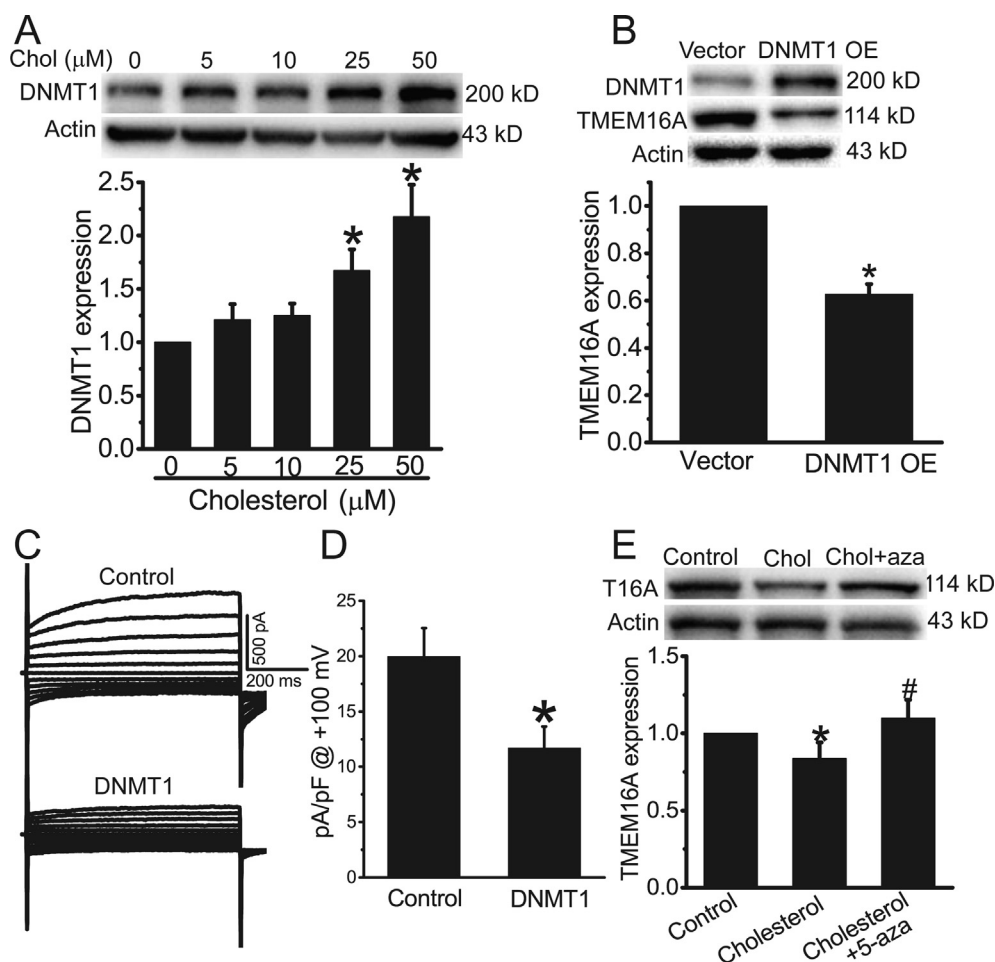 A
Chol (μM) 0 5 10 25 50
DNMT1 200 kD
Actin 43 kD
DNMT1 expression
2.5
2.0
1.5
1.0
0.5
0.0
* *
0 5 10 25 50
Cholesterol (μM)
B
Vector DNMT1 OE
DNMT1 200 kD
TMEM16A 114 kD
Actin 43 kD
TMEM16A expression
1.0
0.8
0.6
0.4
0.2
0.0
*
Vector DNMT1 OE
C
Control
500 pA
200 ms
DNMT1
D
pA/pF @ +100 mV
25
20
15
10
5
0
*
Control DNMT1
E
Control Chol Chol+aza
T16A 114 kD
Actin 43 kD
TMEM16A expression
1.5
1.0
0.5
0.0
* #
Control
Cholesterol
Cholesterol
+5-aza